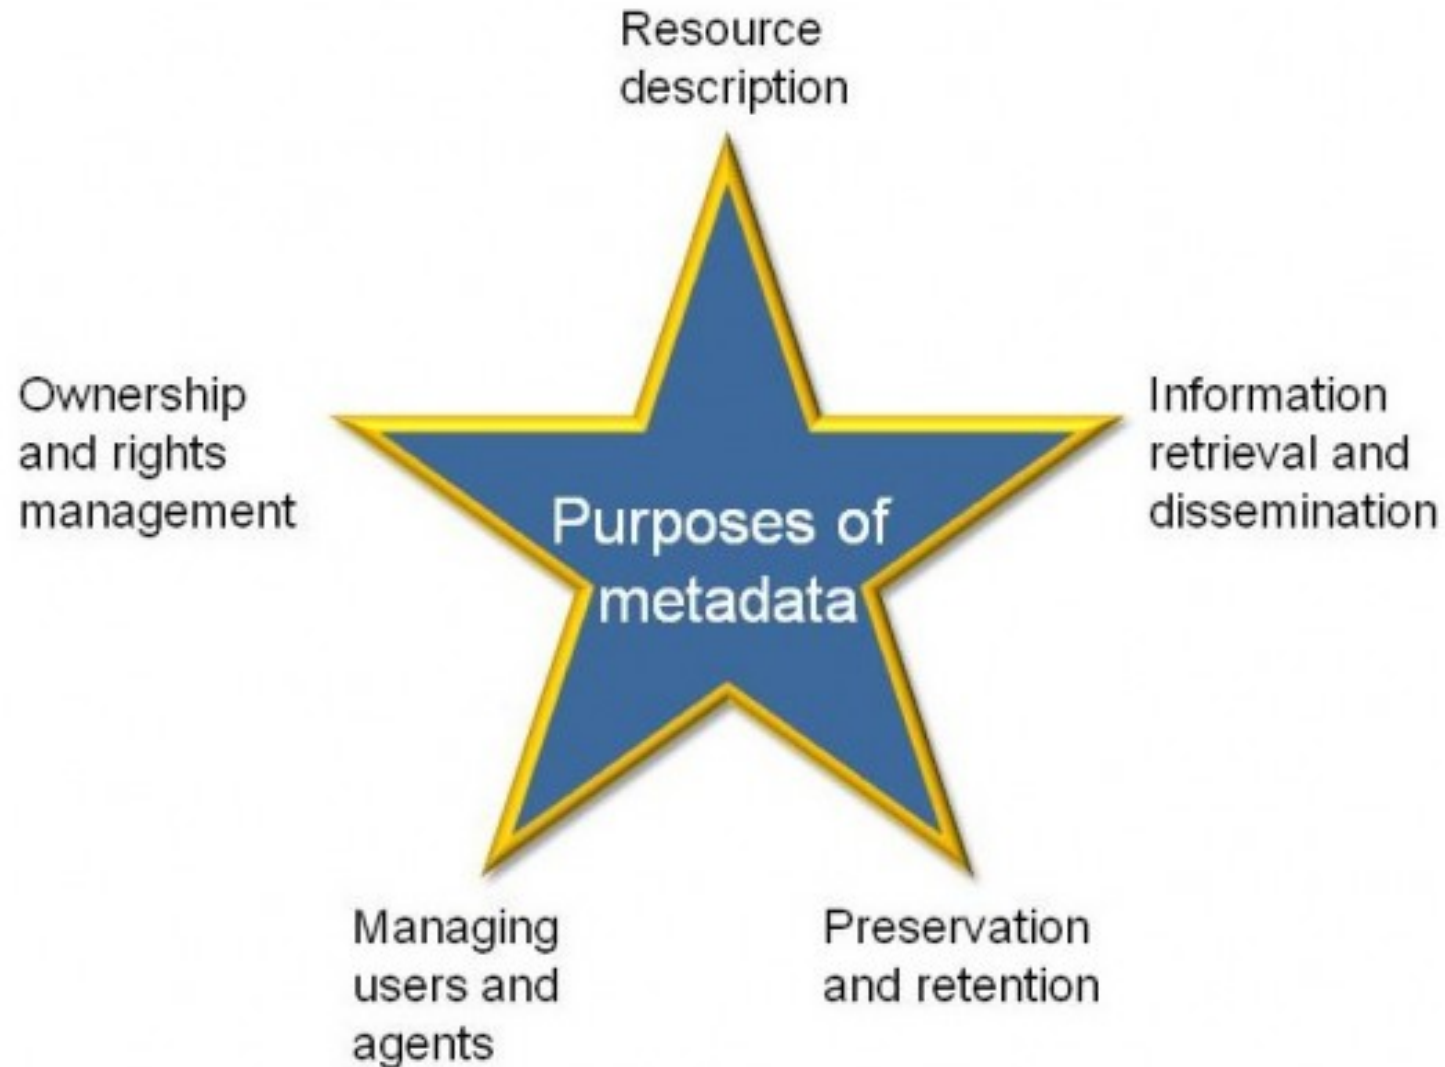 Resource
description
Ownership
and rights
management
Information
retrieval and
dissemination
Purposes of
metadata
Managing
users and
agents
Preservation
and retention